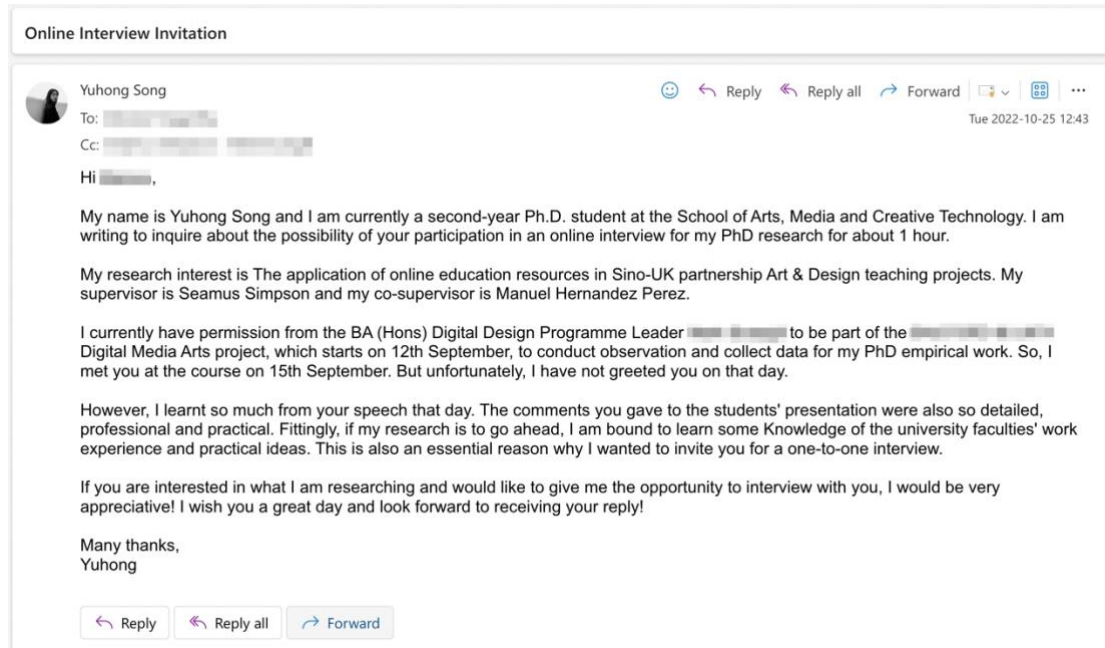 Online Interview Invitation
Yuhong Song
Reply
Reply all
Forward
To:
Tue 2022-10-25 12:43
Cc:
Hi ,
My name is Yuhong Song and I am currently a second-year Ph.D. student at the School of Arts, Media and Creative Technology. I am
writing to inquire about the possibility of your participation in an online interview for my PhD research for about 1 hour.
My research interest is The application of online education resources in Sino-UK partnership Art & Design teaching projects. My
supervisor is Seamus Simpson and my co-supervisor is Manuel Hernandez Perez.
I currently have permission from the BA (Hons) Digital Design Programme Leader to be part of the
Digital Media Arts project, which starts on 12th September, to conduct observation and collect data for my PhD empirical work. So, I
met you at the course on 15th September. But unfortunately, I have not greeted you on that day.
However, I learnt so much from your speech that day. The comments you gave to the students' presentation were also so detailed,
professional and practical. Fittingly, if my research is to go ahead, I am bound to learn some Knowledge of the university faculties' work
experience and practical ideas. This is also an essential reason why I wanted to invite you for a one-to-one interview.
If you are interested in what I am researching and would like to give me the opportunity to interview with you, I would be very
appreciative! I wish you a great day and look forward to receiving your reply!
Many thanks,
Yuhong
Reply
Reply all
Forward